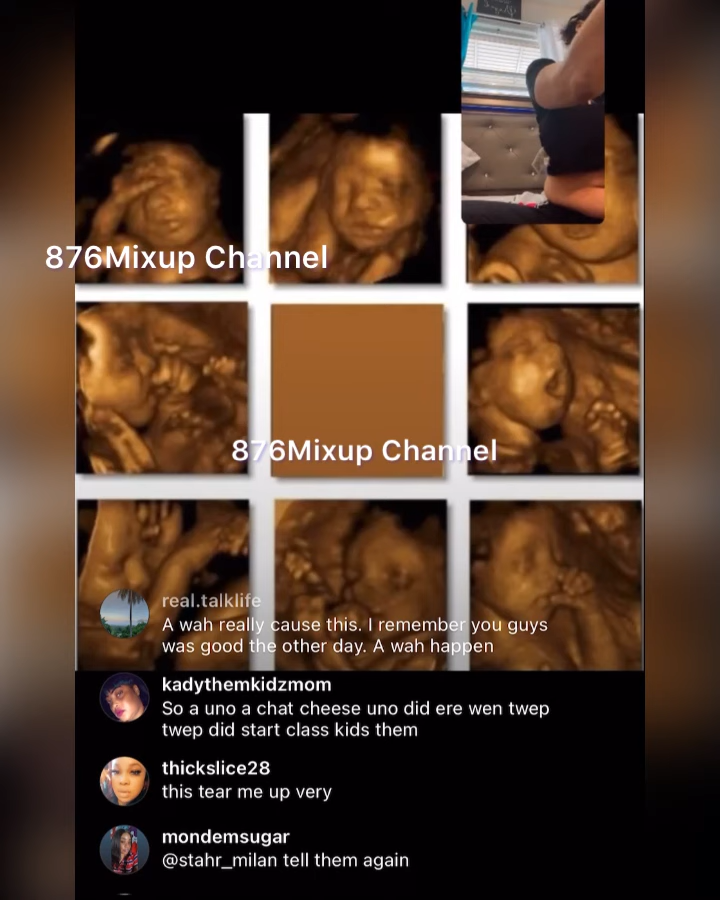 876Mixup Channel
876Mixup Channel
real.talklife
A wah really cause this. I remember you guys
was good the other day. A wah happen
kadythemkidzmom
So a uno a chat cheese uno did ere wen twep
twep did start class kids them
thickslice28
this tear me up very
mondemsugar
@stahr_milan tell them again